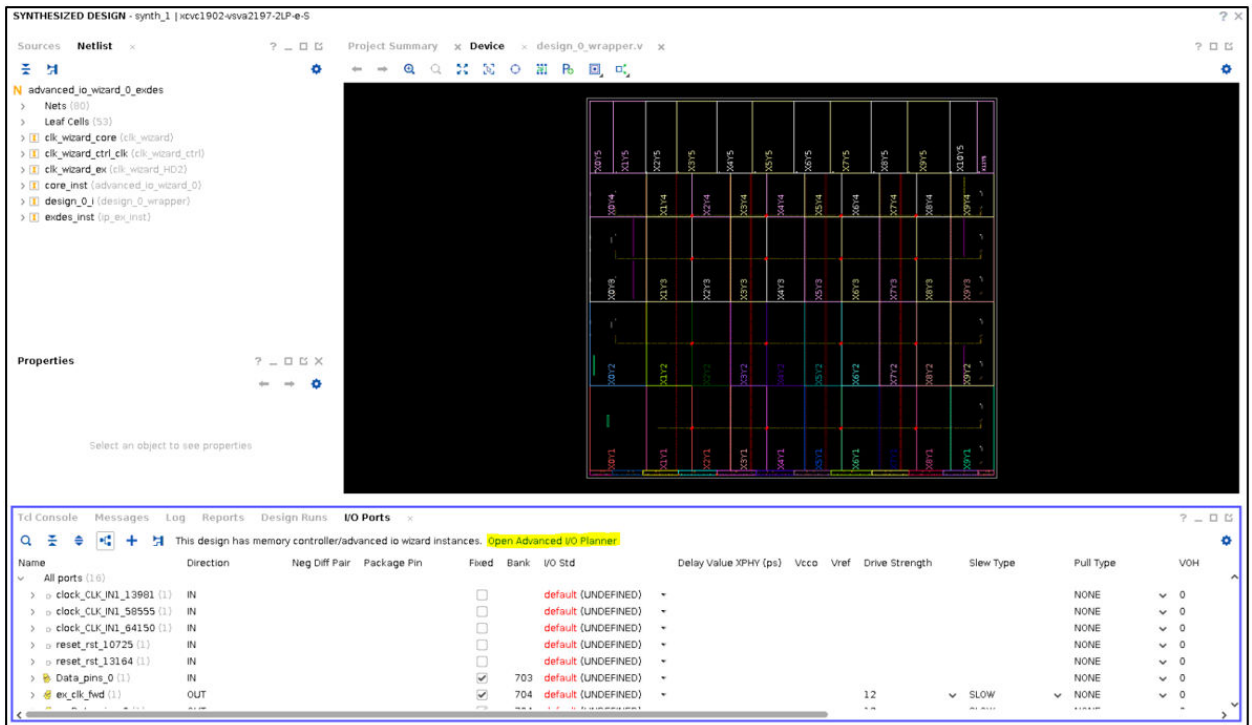 SYNTHESIZED DESIGN - synth_1 | xcvc1902-vsva2197-2LP-e-S
Sources Netlist
Project Summary Device design_0_wrapper.v
N advanced_io_wizard_0_exdes
Nets (80)
Leaf Cells (53)
clk_wizard_core (clk_wizard)
clk_wizard_ctrl_clk (clk_wizard_ctrl)
clk_wizard_ex (clk_wizard_HD2)
core_inst (advanced_io_wizard_0)
design_0_i (design_0_wrapper)
exdes_inst (ip_ex_inst)
Properties
Select an object to see properties
X0Y5 X1Y5 X2Y5 X3Y5 X4Y5 X5Y5 X6Y5 X7Y5 X8Y5 X9Y5 X10Y5
X0Y4 X1Y4 X2Y4 X3Y4 X4Y4 X5Y4 X6Y4 X7Y4 X8Y4 X9Y4
X0Y3 X1Y3 X2Y3 X3Y3 X4Y3 X5Y3 X6Y3 X7Y3 X8Y3 X9Y3
X0Y2 X1Y2 X2Y2 X3Y2 X4Y2 X5Y2 X6Y2 X7Y2 X8Y2 X9Y2
X0Y1 X1Y1 X2Y1 X3Y1 X4Y1 X5Y1 X6Y1 X8Y1 X9Y1
Tcl Console Messages Log Reports Design Runs I/O Ports
This design has memory controller/advanced io wizard instances. Open Advanced I/O Planner
Name Direction Neg Diff Pair Package Pin Fixed Bank I/O Std Delay Value XPHY (ps) Vcco Vref Drive Strength Slew Type Pull Type VOH
All ports (16)
clock_CLK_IN1_13981 (1) IN default (UNDEFINED) NONE 0
clock_CLK_IN1_58555 (1) IN default (UNDEFINED) NONE 0
clock_CLK_IN1_64150 (1) IN default (UNDEFINED) NONE 0
reset_rst_10725 (1) IN default (UNDEFINED) NONE 0
reset_rst_13164 (1) IN default (UNDEFINED) NONE 0
Data_pins_0 (1) IN 703 default (UNDEFINED) NONE 0
ex_clk_fwd (1) OUT 704 default (UNDEFINED) 12 SLOW NONE 0